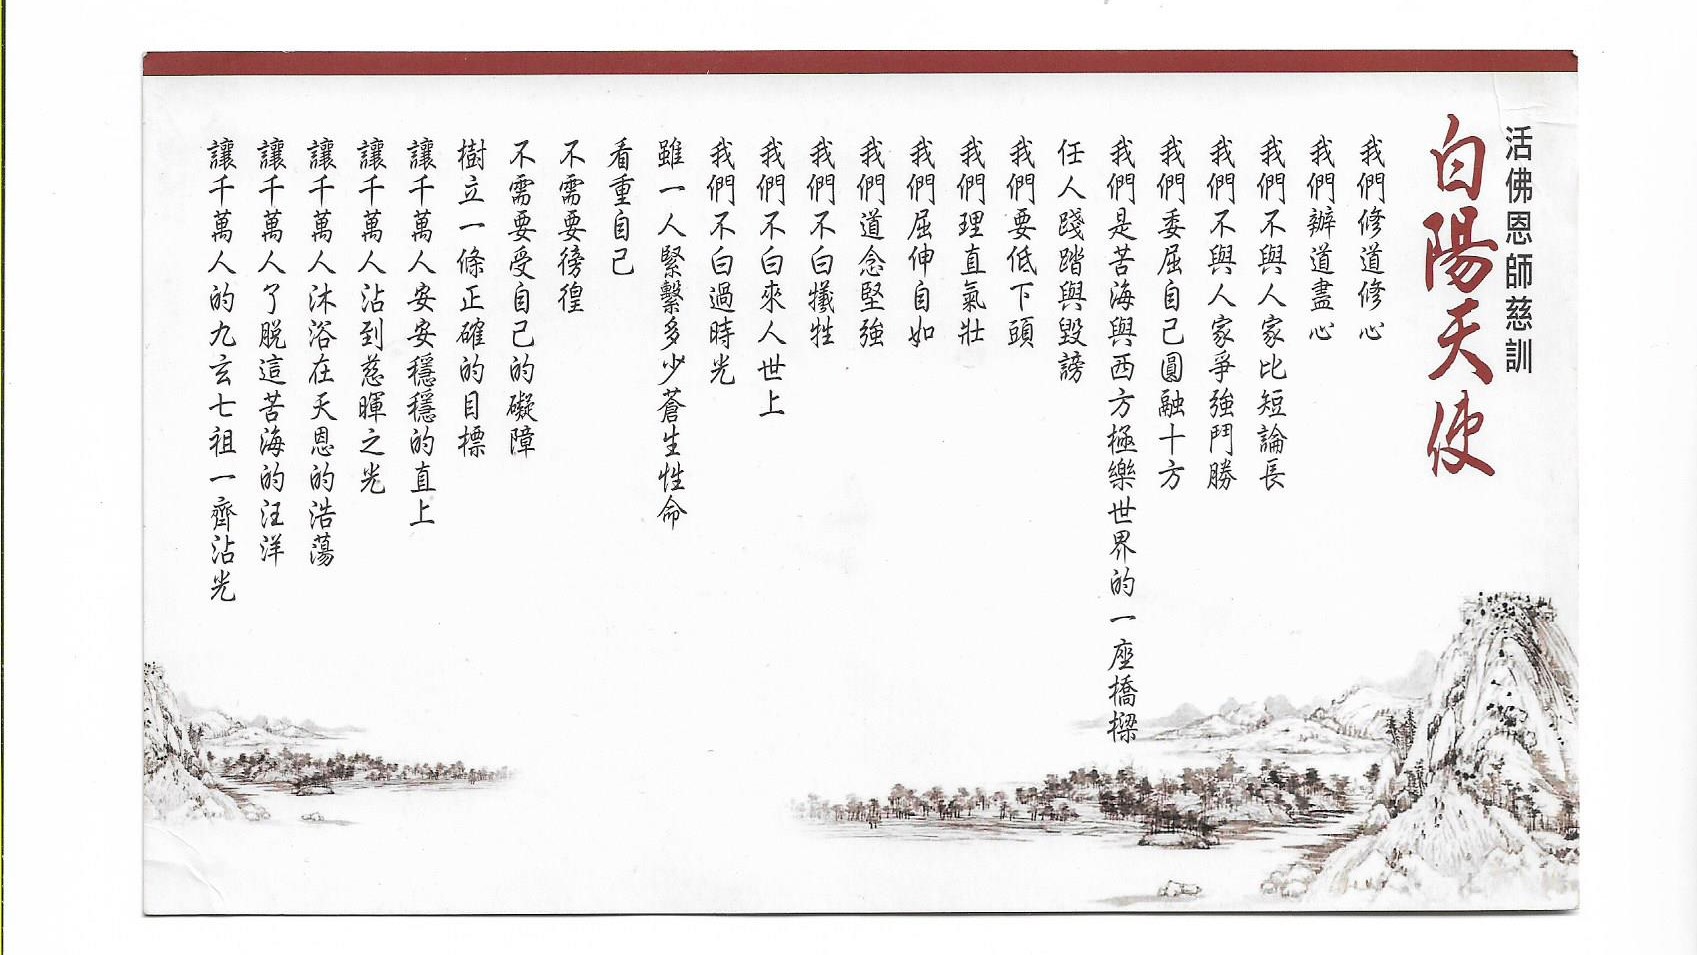 活佛恩師慈訓
白陽天使
我們修道修心
我們辦道盡心
我們不與人家比短論長
我們不與人家爭強鬥勝
我們委屈自己圓融十方
我們是苦海與西方極樂世界的一座橋樑
任人踐踏與毀謗
我們要低下頭
我們理直氣壯
我們屈伸自如
我們道念堅強
我們不白犧牲
我們不白來人世上
我們不白過時光
雖一人緊繫多少蒼生性命
看重自己
不需要徬徨
不需要受自己的礙障
樹立一條正確的目標
讓千萬人安安穩穩的直上
讓千萬人沾到慈暉之光
讓千萬人沐浴在天恩的浩蕩
讓千萬人了脫這苦海的汪洋
讓千萬人的九玄七祖一齊沾光